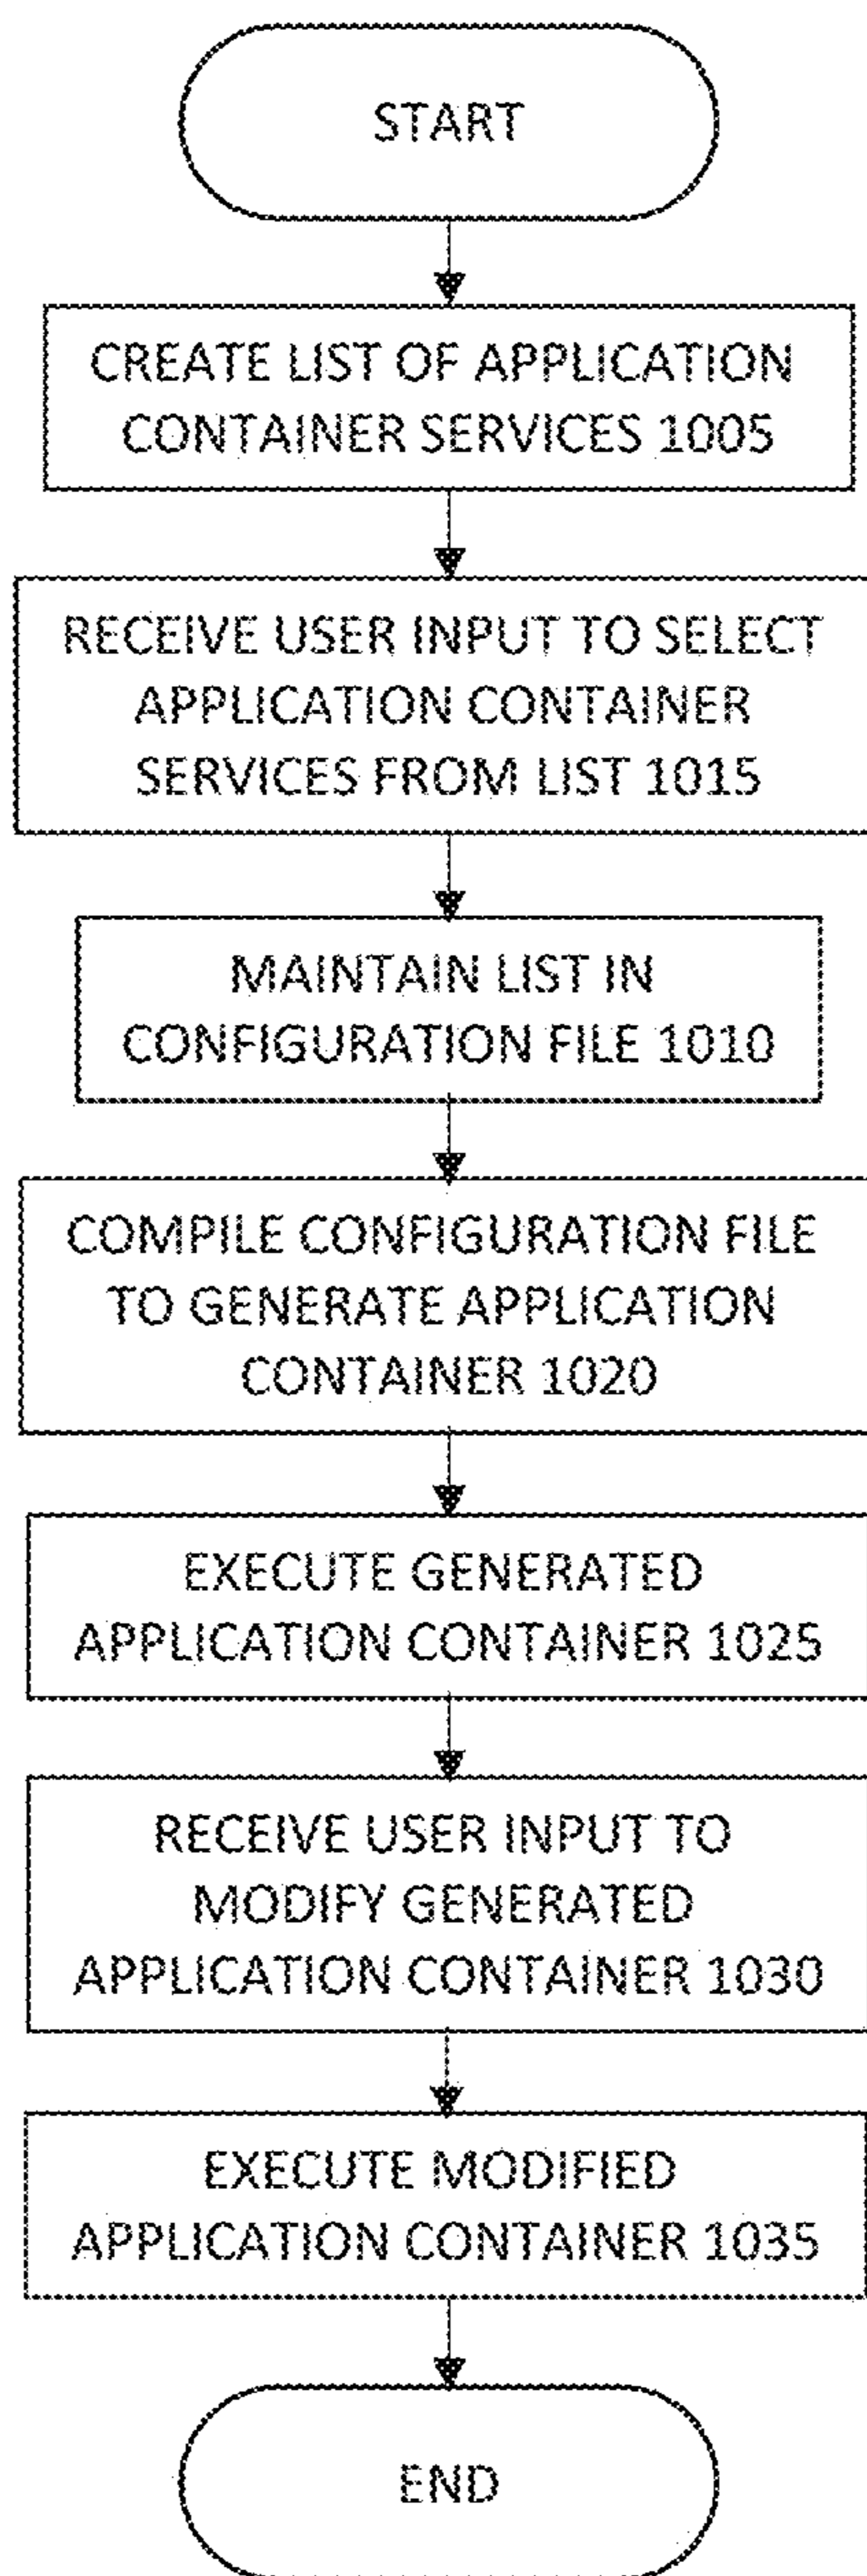 START
CREATE LIST OF APPLICATION
CONTAINER SERVICES 1005
RECEIVE USER INPUT TO SELECT
APPLICATION CONTAINER
SERVICES FROM LIST 1015
MAINTAIN LIST IN
CONFIGURATION FILE 1010
COMPILE CONFIGURATION FILE
TO GENERATE APPLICATION
CONTAINER 1020
EXECUTE GENERATED
APPLICATION CONTAINER 1025
RECEIVE USER INPUT TO
MODIFY GENERATED
APPLICATION CONTAINER 1030
EXECUTE MODIFIED
APPLICATION CONTAINER 1035
END